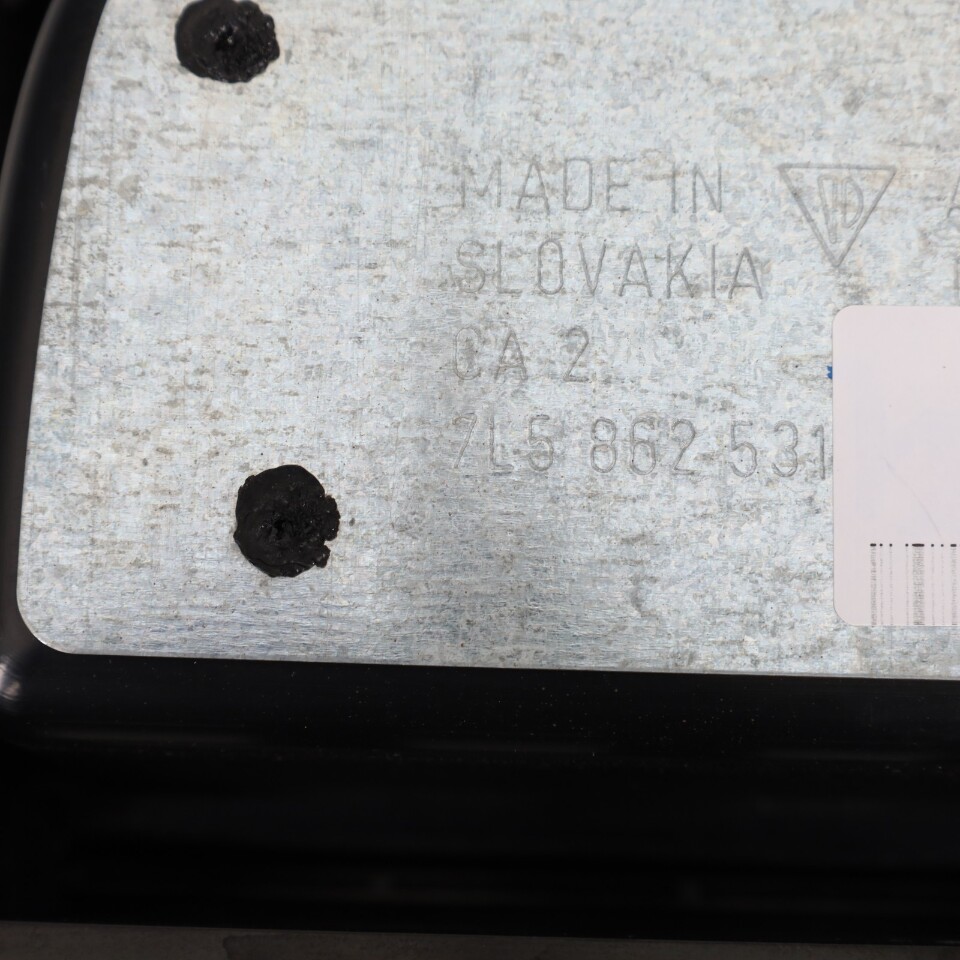 MADE IN
SLOVAKIA
CA 2
7L5 862 531